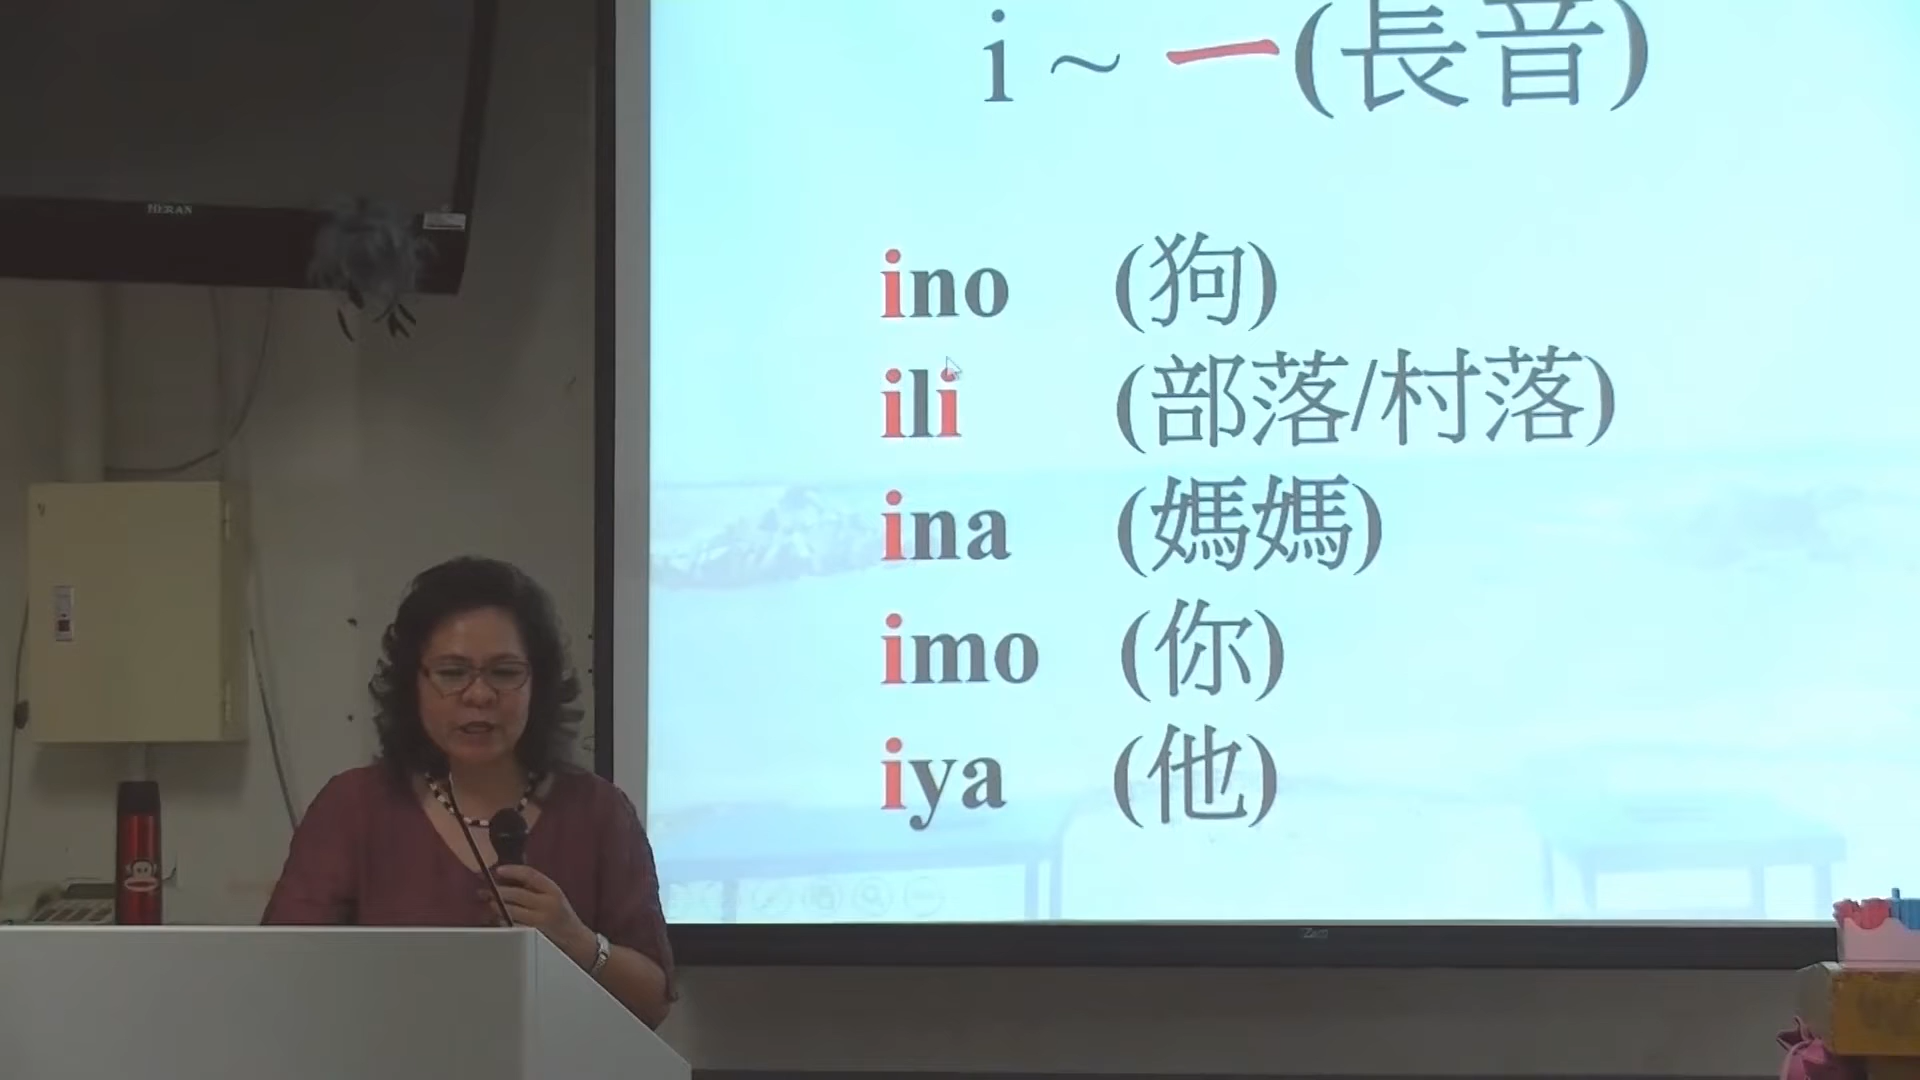 i ~ 一(長音)
HERAN
ino (狗)
ili (部落/村落)
ina (媽媽)
imo (你)
iya (他)